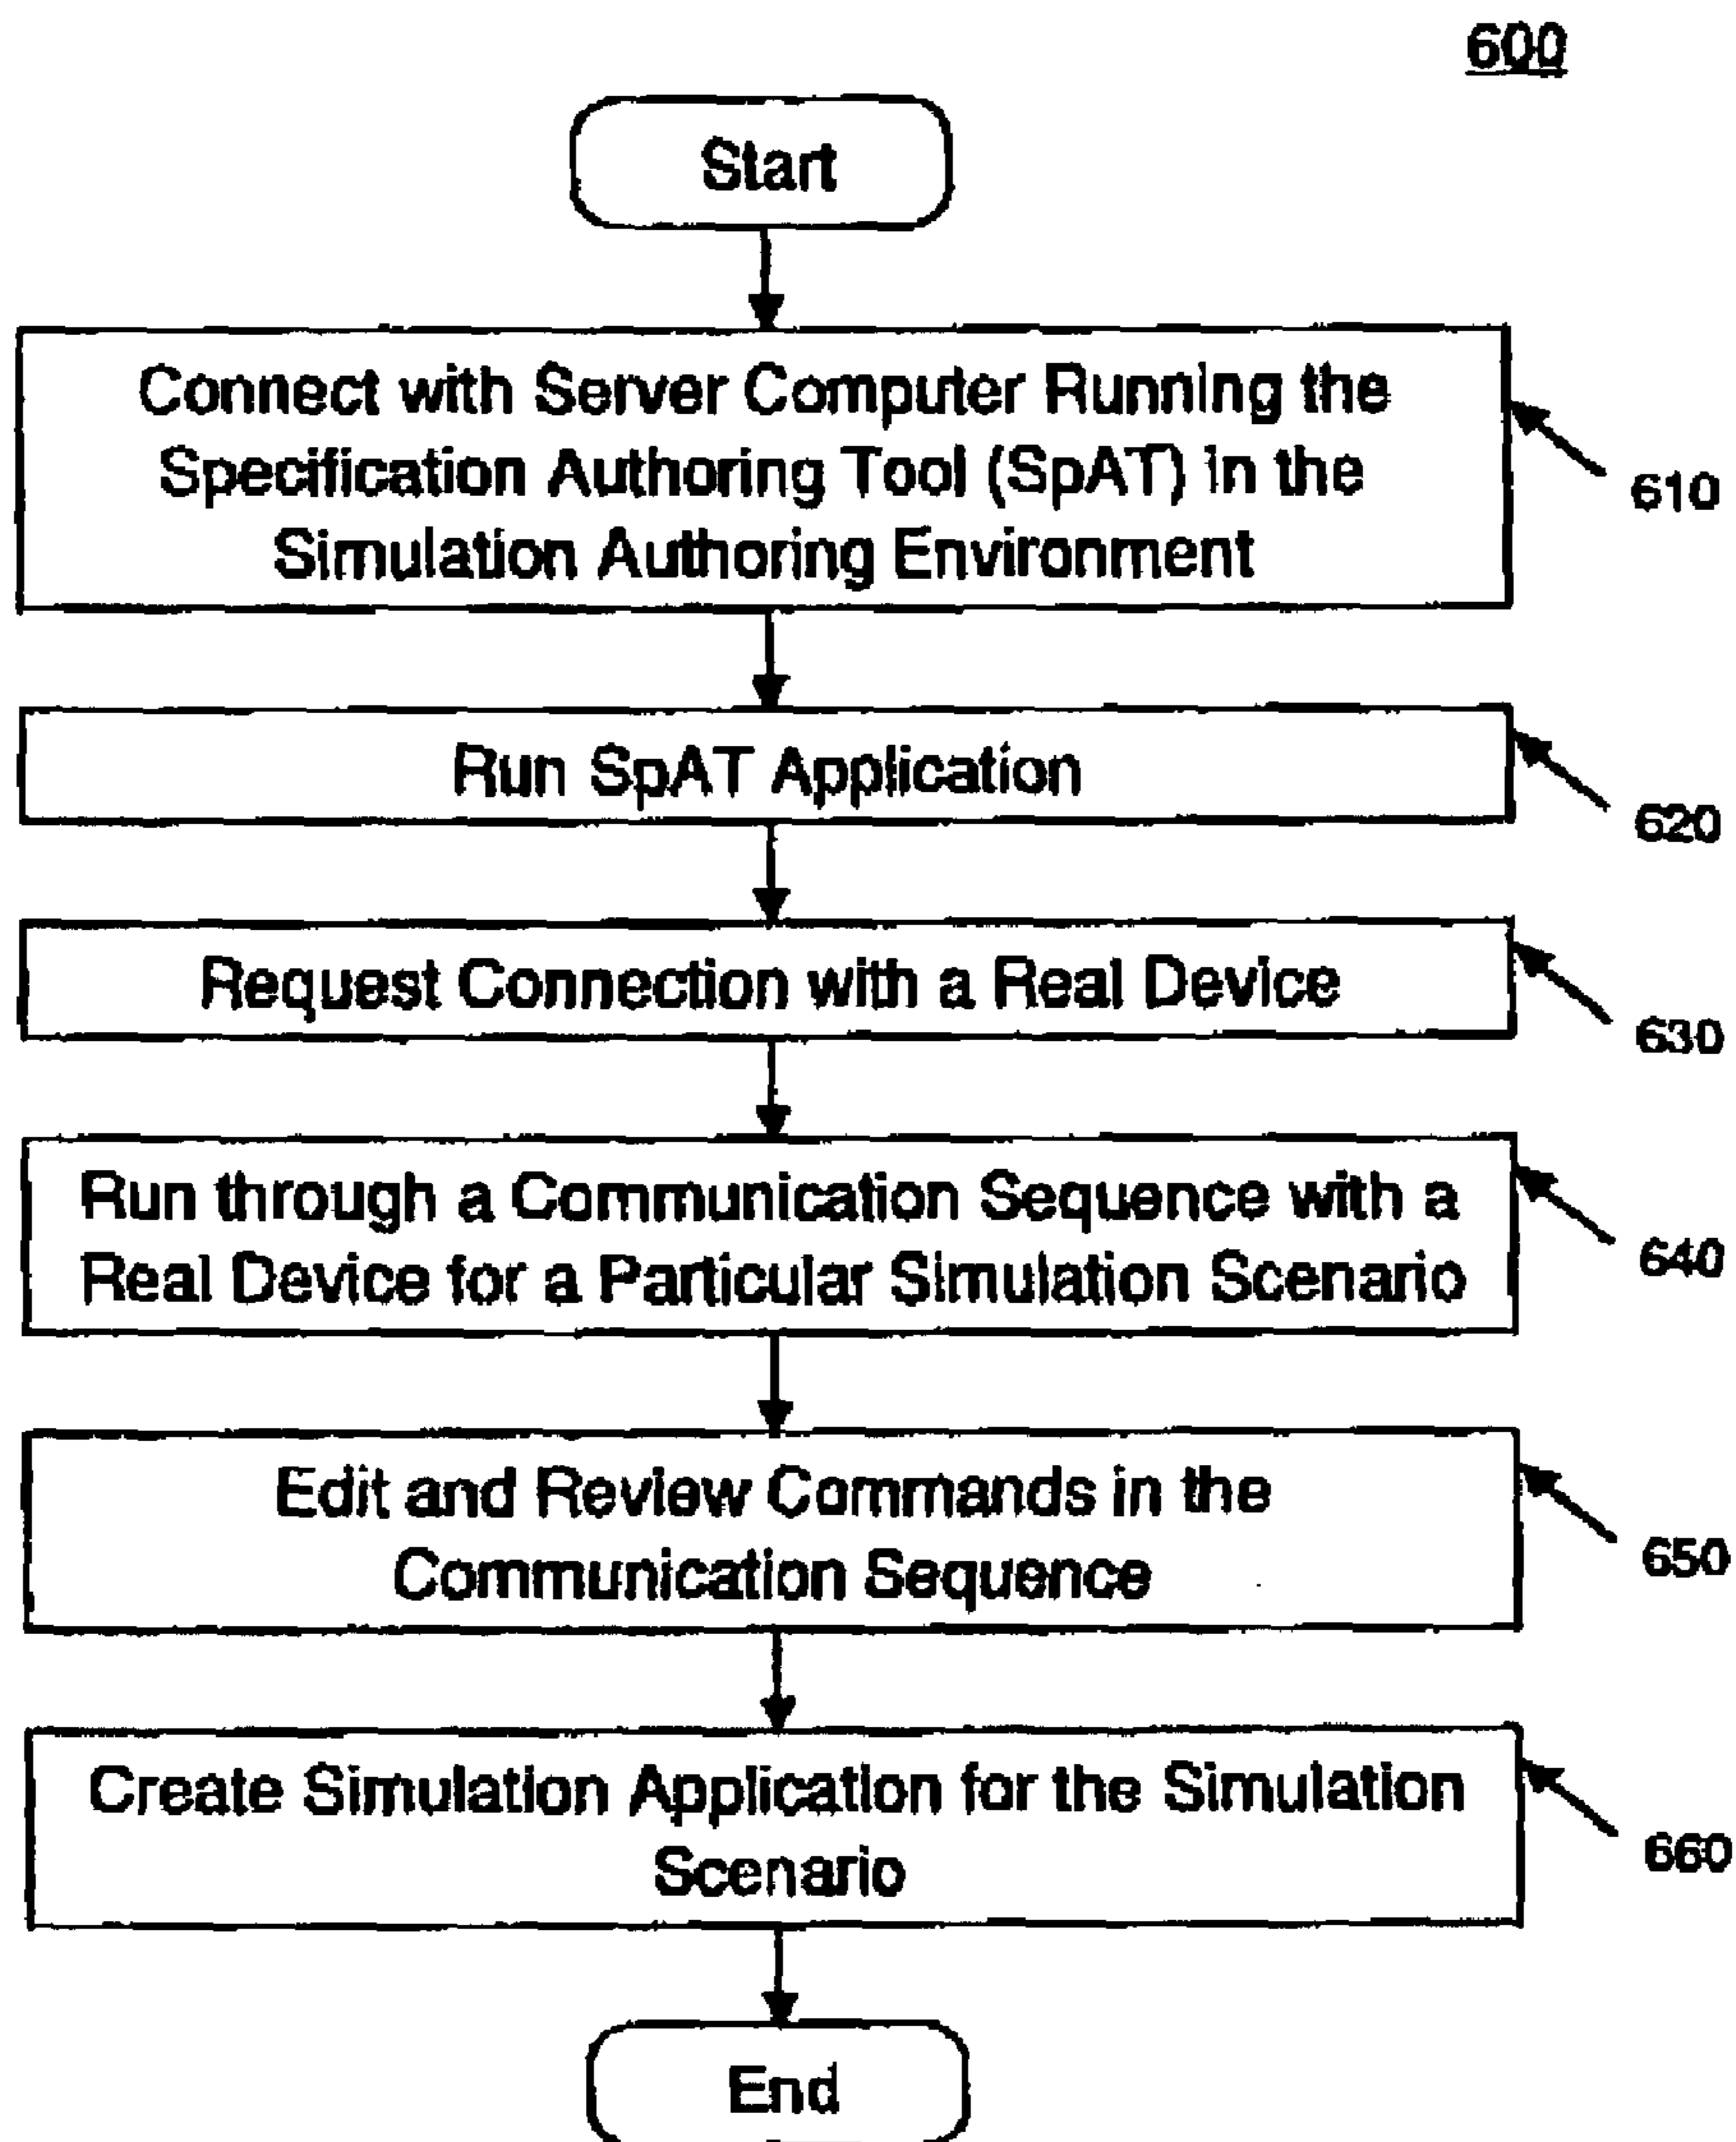 600
Start
Connect with Server Computer Running the
Specification Authoring Tool (SpAT) in the
Simulation Authoring Environment
610
Run SpAT Application
620
Request Connection with a Real Device
630
Run through a Communication Sequence with a
Real Device for a Particular Simulation Scenario
640
Edit and Review Commands in the
Communication Sequence
650
Create Simulation Application for the Simulation
Scenario
660
End